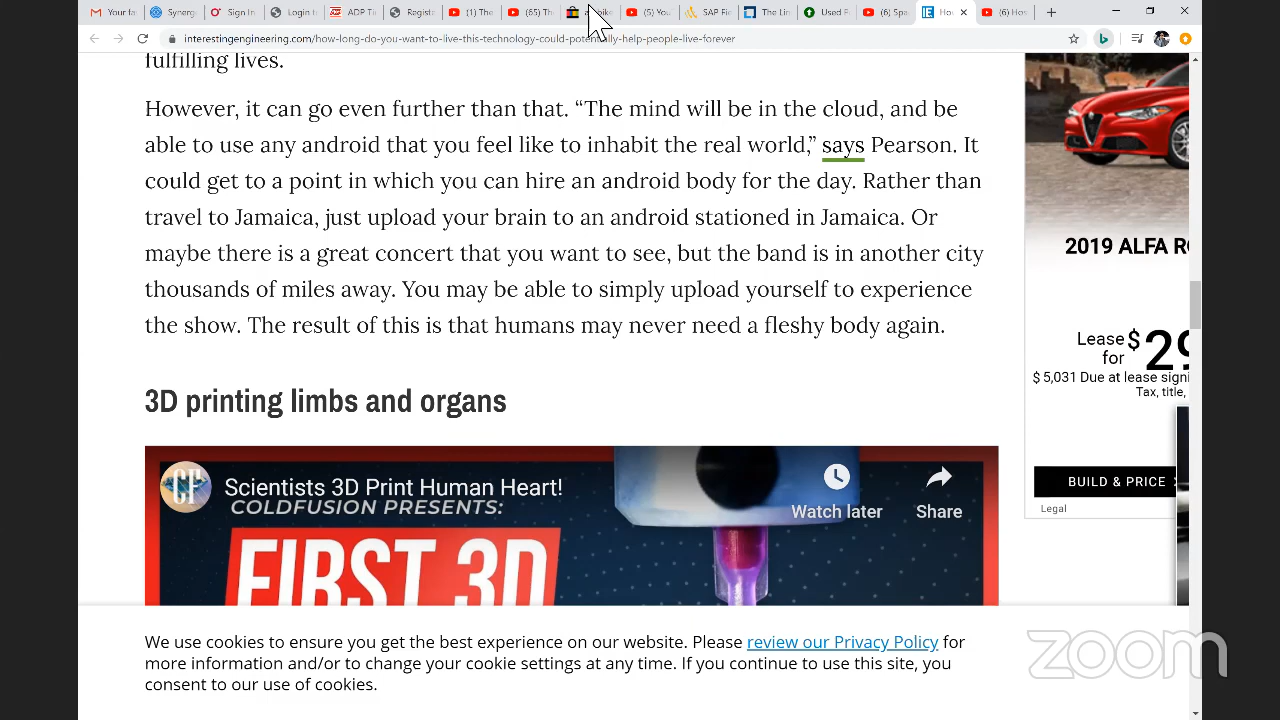 Your fa
Synerg
Sign In
Login t
ADP Ti
Registr
(1) The
(65) Th
(5) You
SAP Fi
The Lin
Used F
(6) Spa
Ho
(6) Hos
interestingengineering.com/how-long-do-you-want-to-live-this-technology-could-potentially-help-people-live-forever
fulfilling lives.
However, it can go even further than that. “The mind will be in the cloud, and be
able to use any android that you feel like to inhabit the real world,” says Pearson. It
could get to a point in which you can hire an android body for the day. Rather than
travel to Jamaica, just upload your brain to an android stationed in Jamaica. Or
maybe there is a great concert that you want to see, but the band is in another city
thousands of miles away. You may be able to simply upload yourself to experience
the show. The result of this is that humans may never need a fleshy body again.
2019 ALFA R
Lease
for
$29
$ 5,031 Due at lease signi
Tax, title,
BUILD & PRICE
Legal
3D printing limbs and organs
CF
Scientists 3D Print Human Heart!
COLDFUSION PRESENTS:
Watch later
Share
FIRST 3D
We use cookies to ensure you get the best experience on our website. Please review our Privacy Policy for
more information and/or to change your cookie settings at any time. If you continue to use this site, you
consent to our use of cookies.
zoom